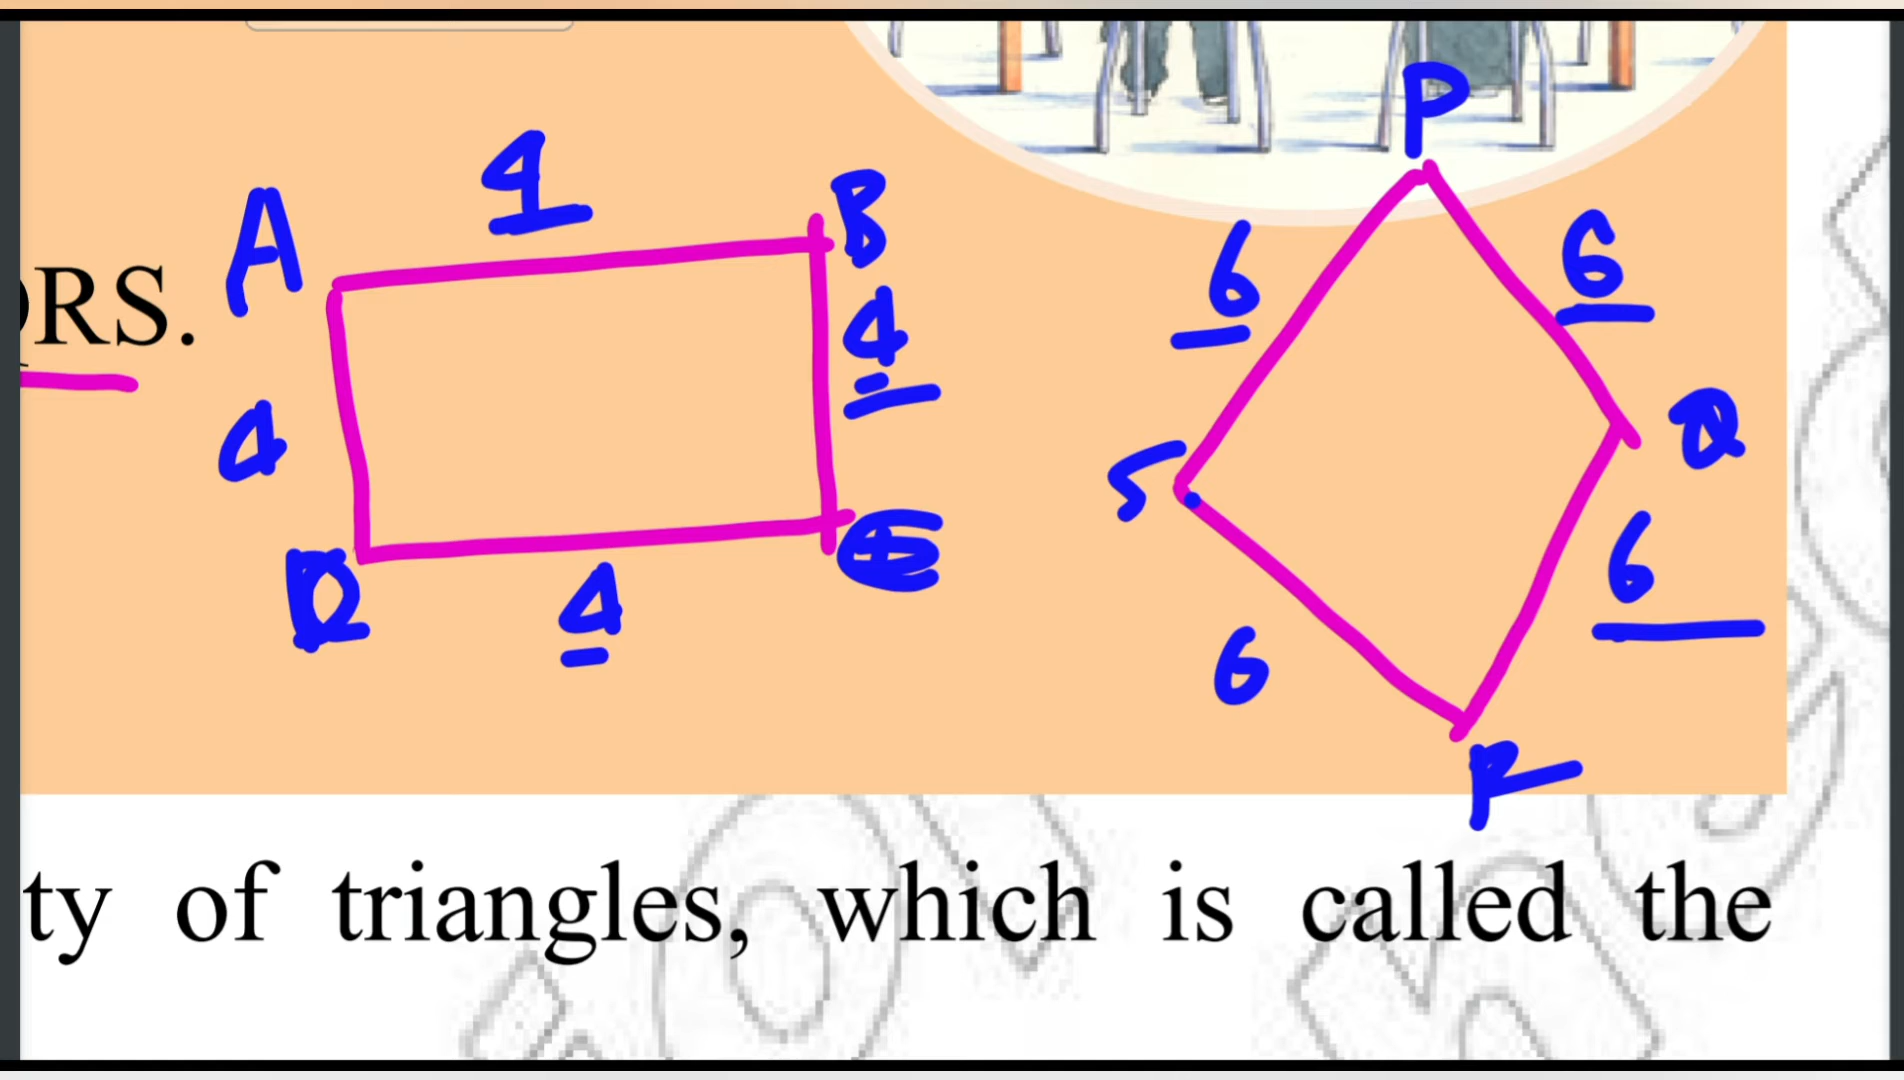 P
4
A
B
6
6
RS.
4
4
Q
S
D
4
6
6
R
ty of triangles, which is called the